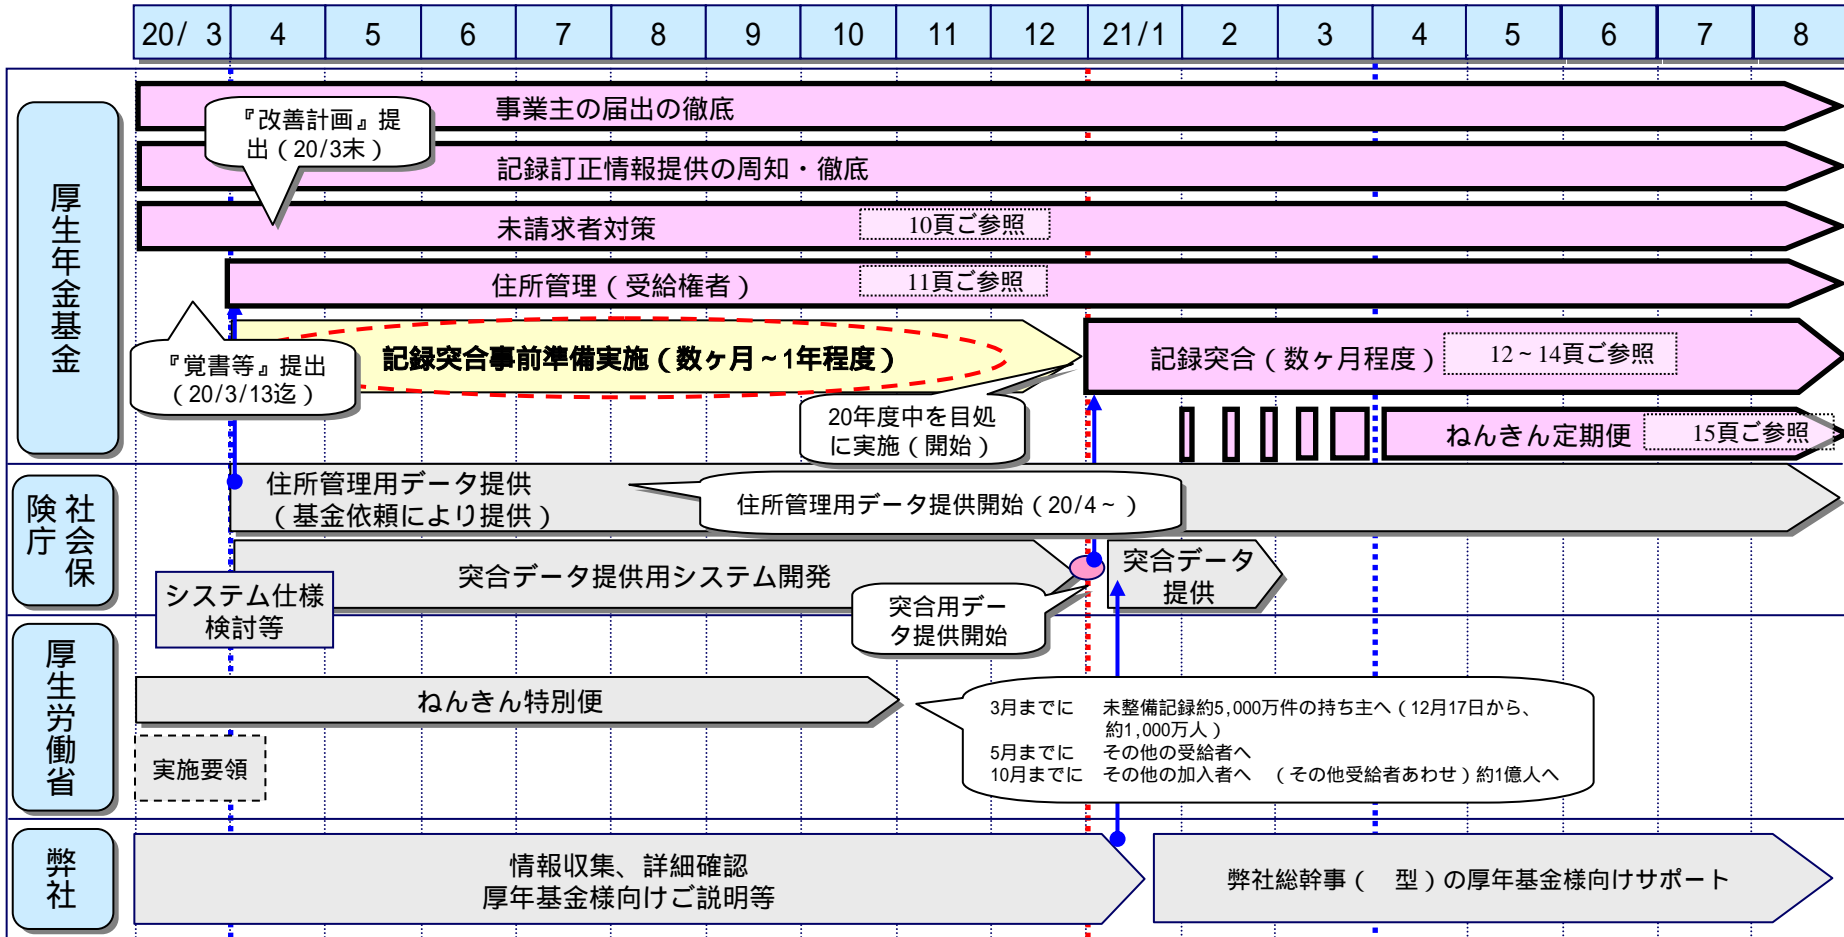 20/ 3 4 5 6 7 8 9 10 11 12 21/1 2 3 4 5 6 7 8
厚生年金基金
事業主の届出の徹底
『改善計画』提
出（20/3末）
記録訂正情報提供の周知・徹底
未請求者対策 10頁ご参照
住所管理（受給権者） 11頁ご参照
『覚書等』提出
（20/3/13迄）
記録突合事前準備実施（数ヶ月～1年程度）
記録突合（数ヶ月程度） 12～14頁ご参照
20年度中を目処
に実施（開始）
ねんきん定期便 15頁ご参照
社会保
険庁
住所管理用データ提供
（基金依頼により提供）
住所管理用データ提供開始（20/4～ ）
突合データ提供用システム開発
突合データ
提供
システム仕様
検討等
突合用デー
タ提供開始
厚生労働省
ねんきん特別便
3月までに 未整備記録約5,000万件の持ち主へ（12月17日から、
約1,000万人）
5月までに その他の受給者へ
10月までに その他の加入者へ （その他受給者あわせ）約1億人へ
実施要領
弊社
情報収集、詳細確認
厚年基金様向けご説明等
弊社総幹事（ 型）の厚年基金様向けサポート